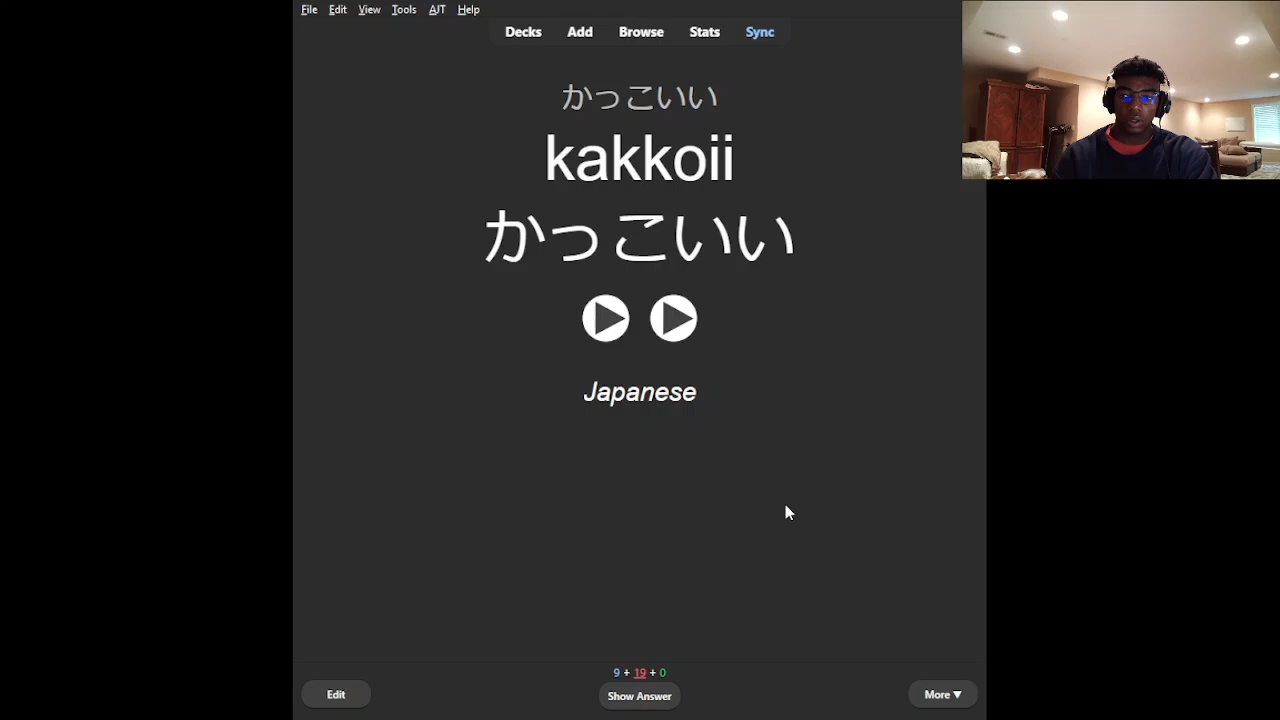 File Edit View Tools AJT Help
Decks Add Browse Stats Sync
かっこいい
kakkoii
かっこいい
Japanese
9 + 19 + 0
Edit Show Answer More ▼